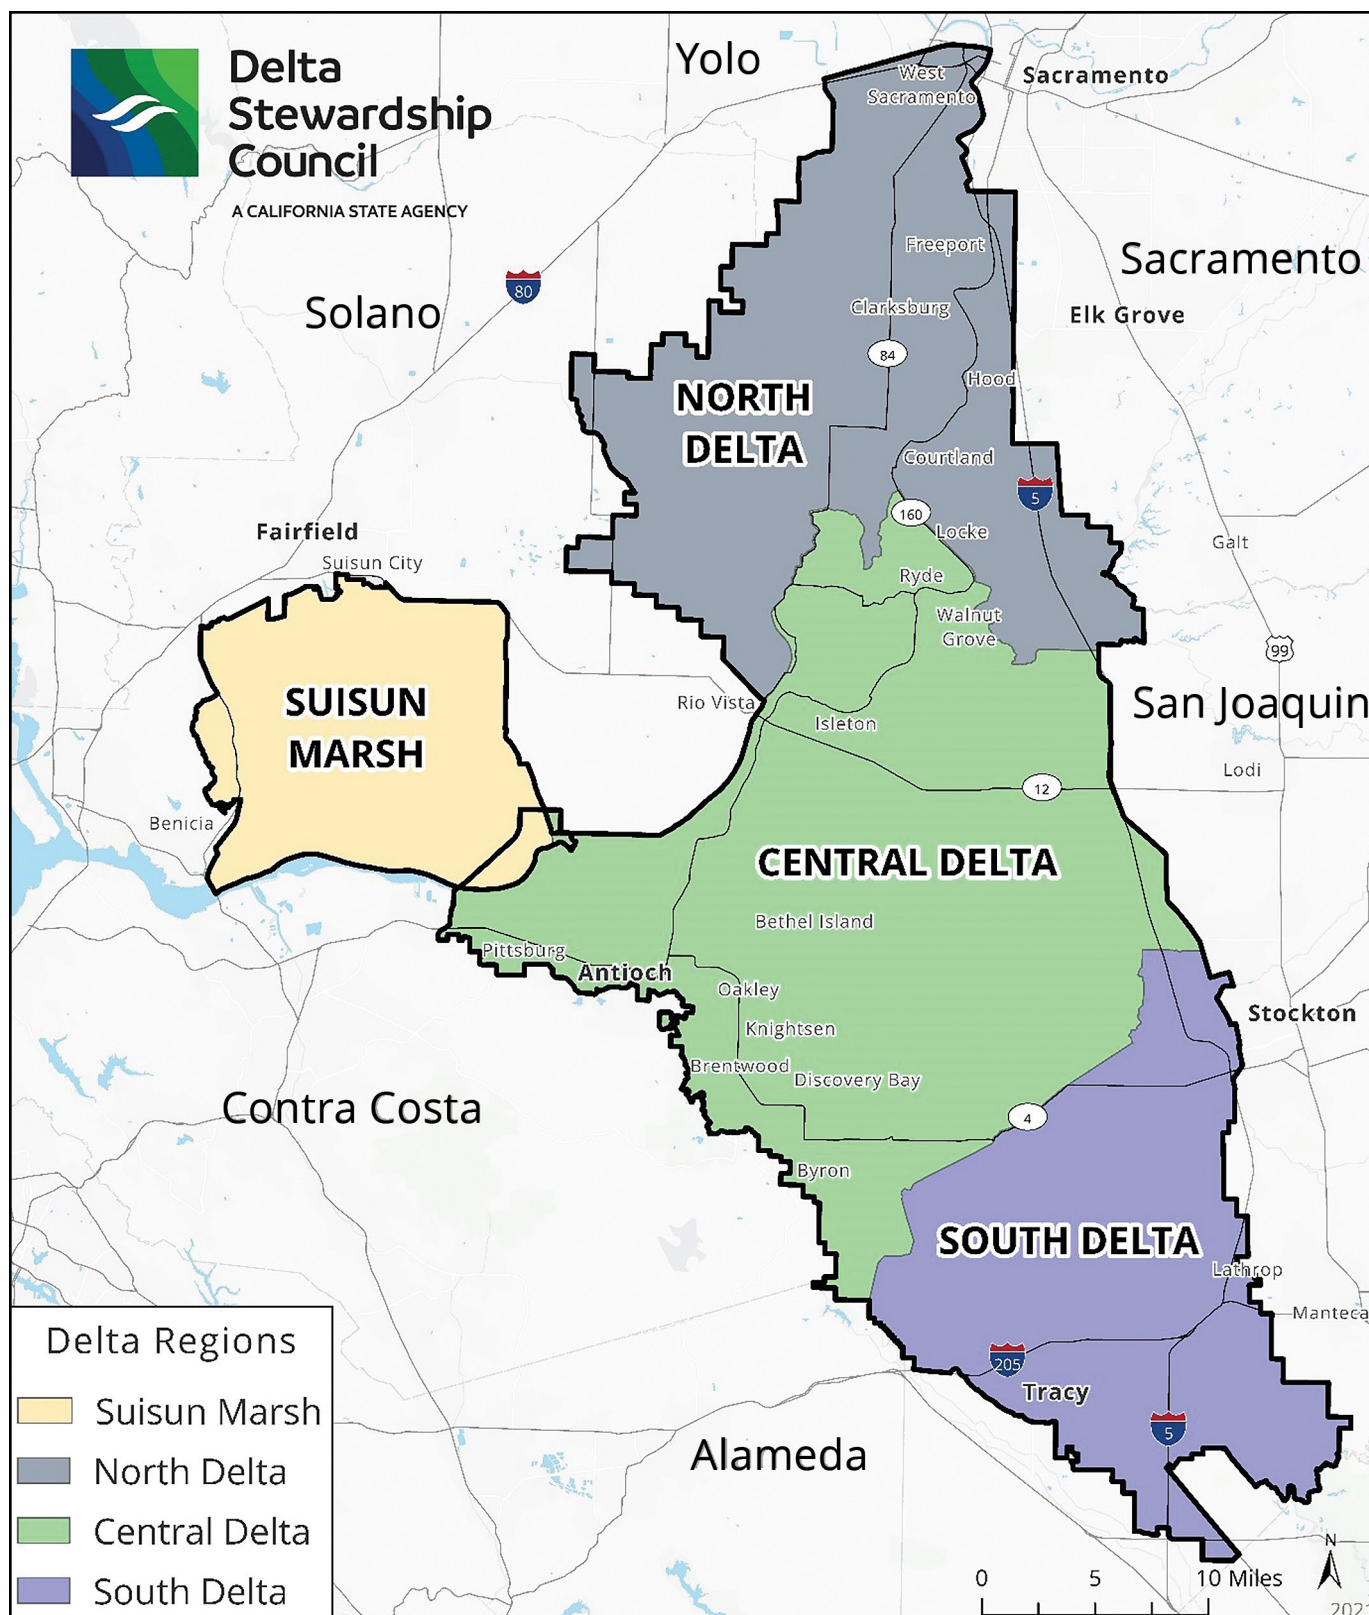 Delta
Stewardship
Council
A CALIFORNIA STATE AGENCY
Yolo
West
Sacramento
Sacramento
Freeport
Sacramento
80
Solano
Clarksburg
Elk Grove
84
Hood
NORTH
DELTA
Courtland
5
160
Locke
Fairfield
Suisun City
Galt
Ryde
Walnut
Grove
99
SUISUN
MARSH
Rio Vista
Isleton
San Joaquin
Lodi
12
Benicia
CENTRAL DELTA
Bethel Island
Pittsburg
Antioch
Oakley
Stockton
Knightsen
Brentwood
Discovery Bay
Contra Costa
4
Byron
SOUTH DELTA
Lathrop
Manteca
205
Tracy
5
Alameda
Delta Regions
Suisun Marsh
North Delta
Central Delta
South Delta
N
0 5 10 Miles